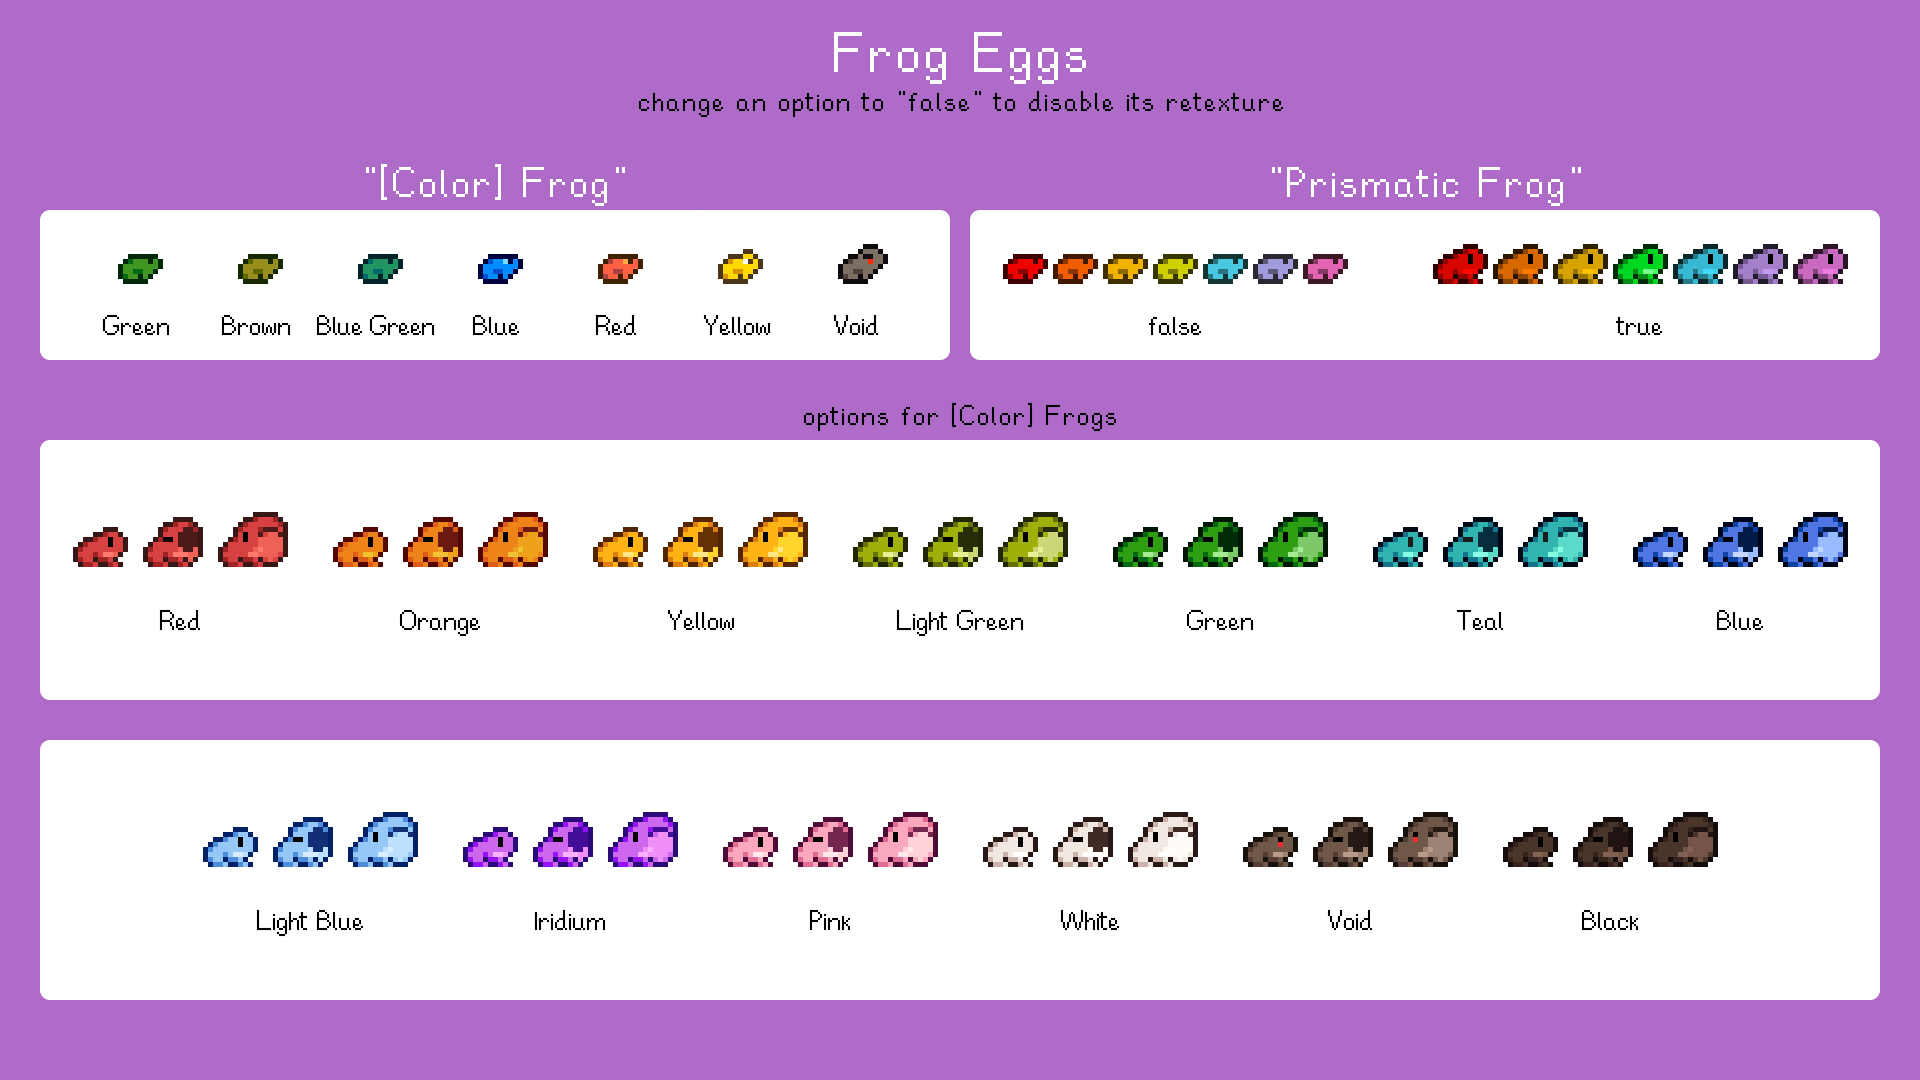 Frog Eggs
change an option to "false" to disable its retexture
"[Color] Frog"
Green Brown Blue Green Blue Red Yellow Void
"Prismatic Frog"
false true
options for [Color] Frogs
Red Orange Yellow Light Green Green Teal Blue
Light Blue Iridium Pink White Void Black